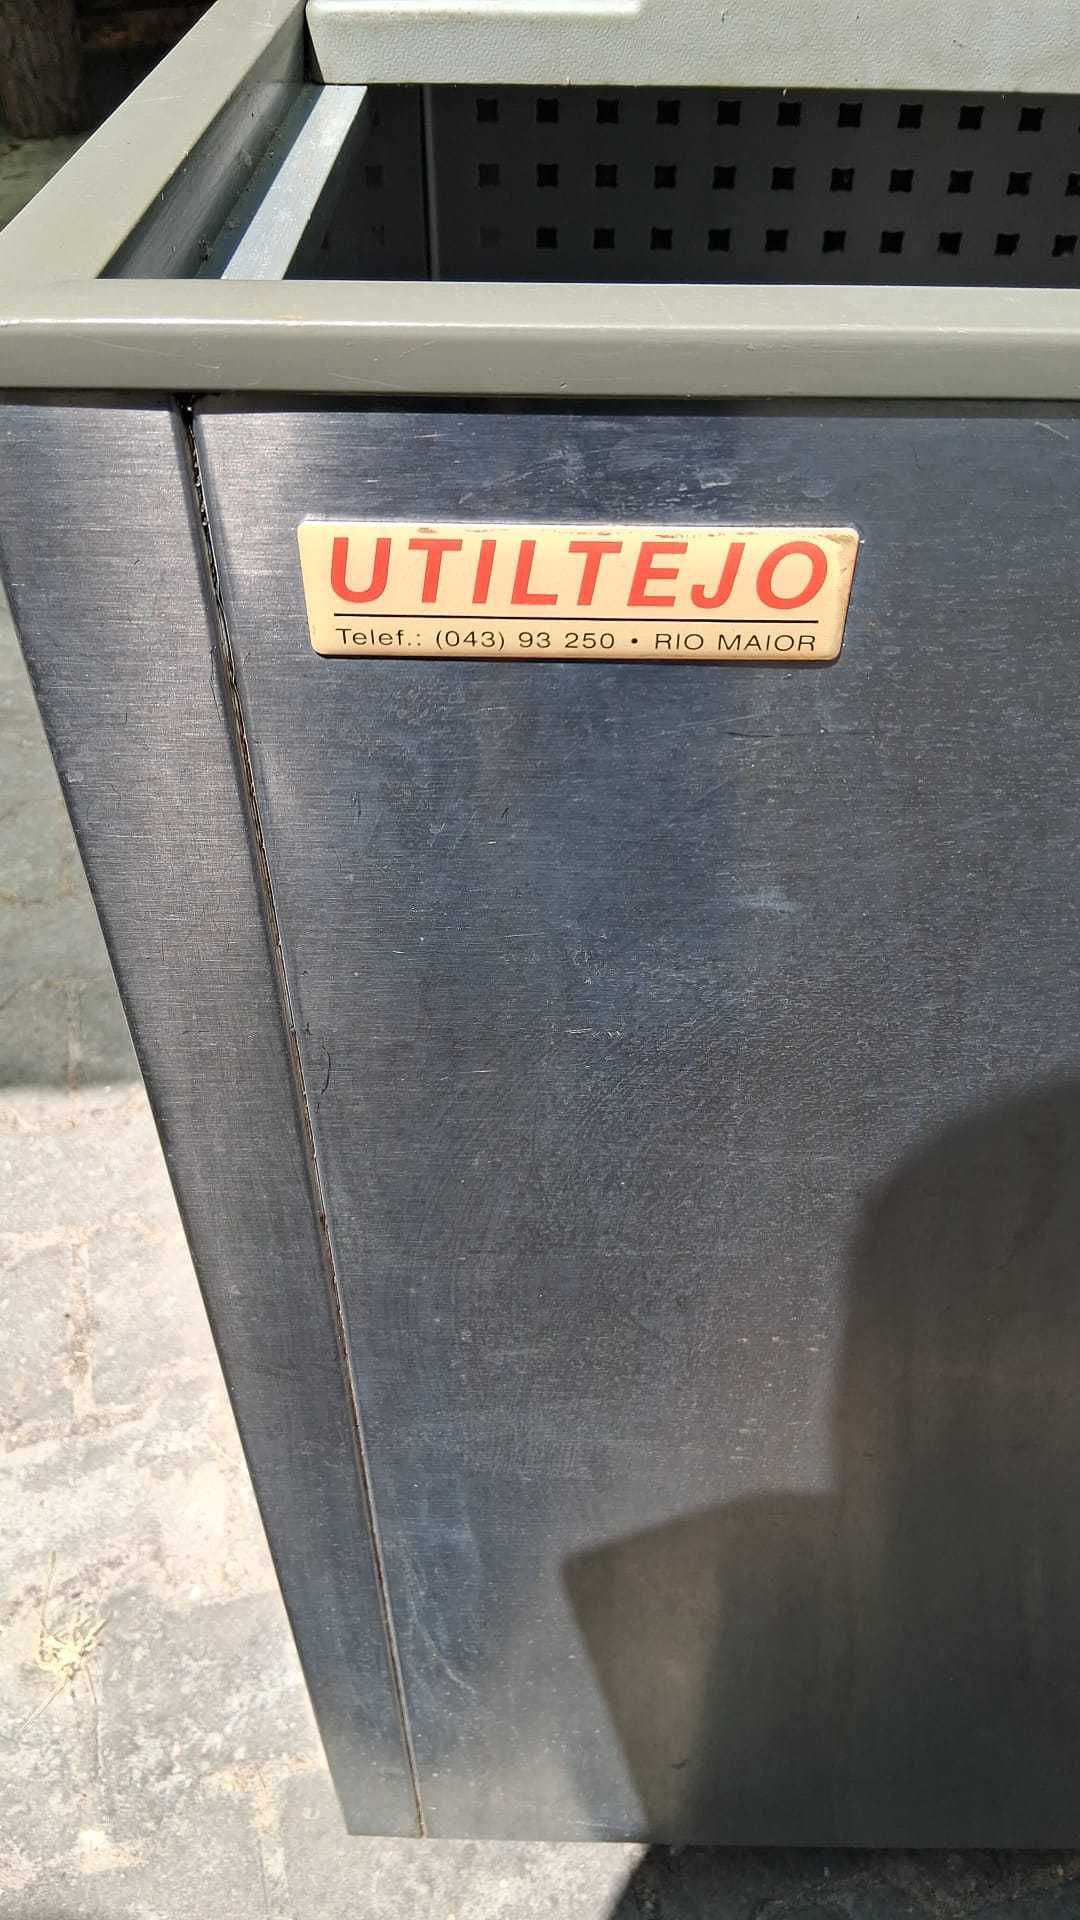 UTILTEJO
Telef.: (043) 93 250 • RIO MAIOR